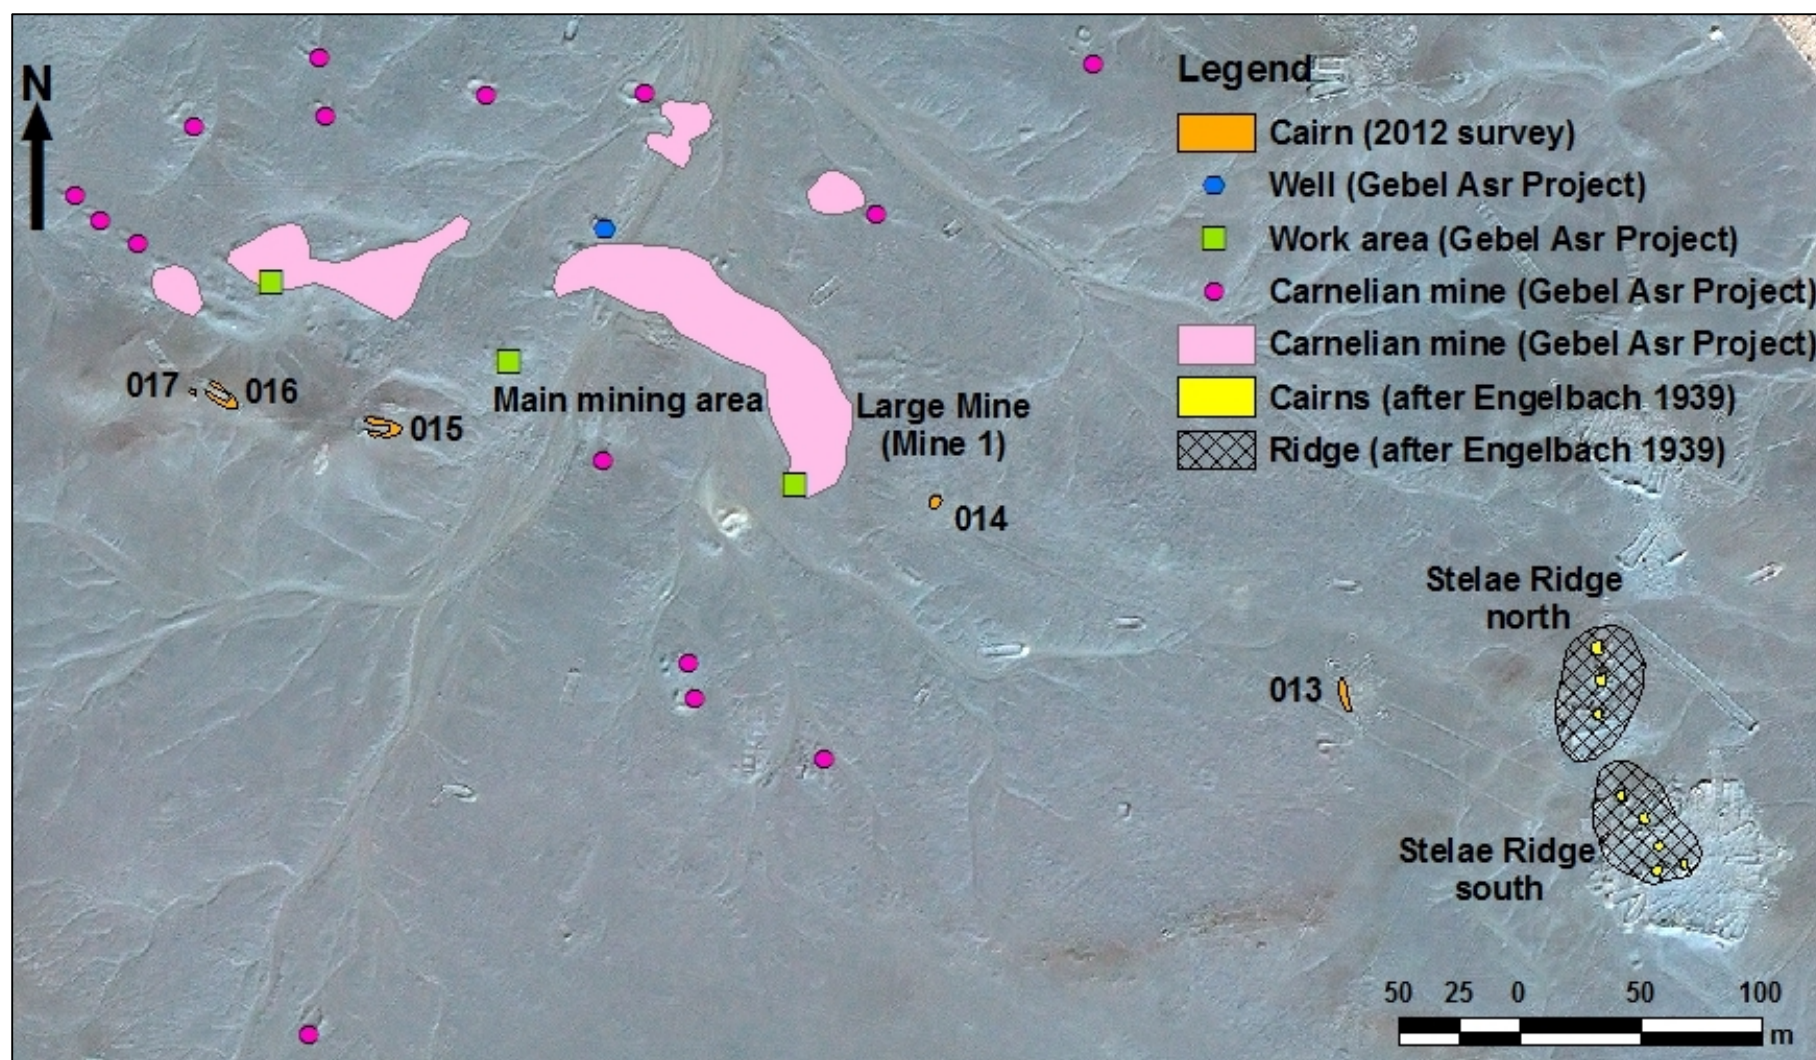 N
Legend
Cairn (2012 survey)
Well (Gebel Asr Project)
Work area (Gebel Asr Project)
Carnelian mine (Gebel Asr Project)
Carnelian mine (Gebel Asr Project)
Cairns (after Engelbach 1939)
Ridge (after Engelbach 1939)
017
016
015
Main mining area
Large Mine
(Mine 1)
014
Stelae Ridge
north
013
Stelae Ridge
south
50 25 0 50 100
m